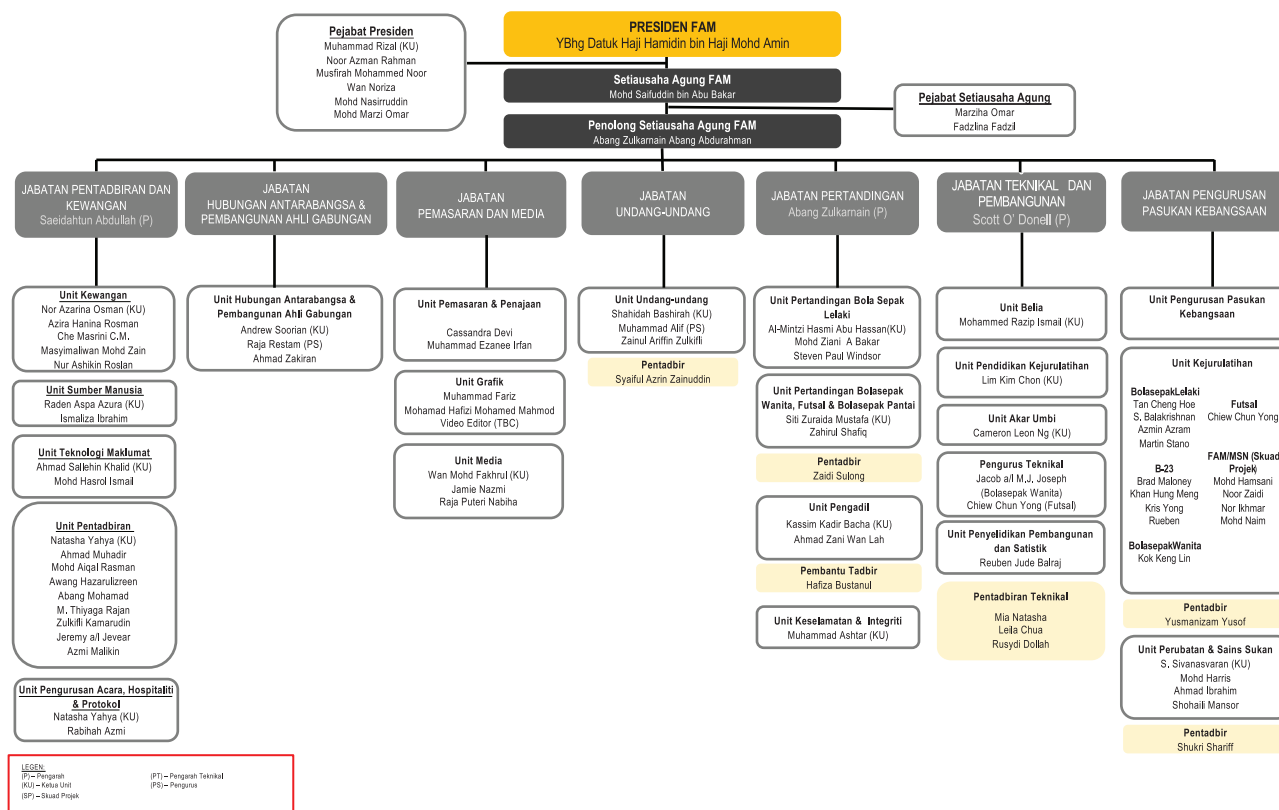 PRESIDEN FAM
YBhg Datuk Haji Hamidin bin Haji Mohd Amin
Pejabat Presiden
Muhammad Rizal (KU)
Noor Azman Rahman
Musfirah Mohammed Noor
Wan Noriza
Mohd Nasirruddin
Mohd Marzi Omar
Setiausaha Agung FAM
Mohd Saifuddin bin Abu Bakar
Pejabat Setiausaha Agung
Marziha Omar
Fadzlina Fadzil
Penolong Setiausaha Agung FAM
Abang Zulkarnain Abang Abdurahman
JABATAN PENTADBIRAN DAN
KEWANGAN
Saeidahtun Abdullah (P)
Unit Kewangan
Nor Azarina Osman (KU)
Azira Hanina Rosman
Che Masrini C.M.
Masyimaliwan Mohd Zain
Nur Ashikin Roslan
Unit Sumber Manusia
Raden Aspa Azura (KU)
Ismaliza Ibrahim
Unit Teknologi Maklumat
Ahmad Sallehin Khalid (KU)
Mohd Hasrol Ismail
Unit Pentadbiran
Natasha Yahya (KU)
Ahmad Muhadir
Mohd Aiqal Rasman
Awang Hazarulizreen
Abang Mohamad
M. Thiyaga Rajan
Zulkifli Kamarudin
Jeremy a/l Jevear
Azmi Malikin
Unit Pengurusan Acara, Hospitaliti
& Protokol
Natasha Yahya (KU)
Rabihah Azmi
JABATAN
HUBUNGAN ANTARABANGSA &
PEMBANGUNAN AHLI GABUNGAN
Unit Hubungan Antarabangsa &
Pembangunan Ahli Gabungan
Andrew Soorian (KU)
Raja Restam (PS)
Ahmad Zakiran
JABATAN
PEMASARAN DAN MEDIA
Unit Pemasaran & Penajaan
Cassandra Devi
Muhammad Ezanee Irfan
Unit Grafik
Muhammad Fariz
Mohamad Hafizi Mohamed Mahmod
Video Editor (TBC)
Unit Media
Wan Mohd Fakhrul (KU)
Jamie Nazmi
Raja Puteri Nabiha
JABATAN
UNDANG-UNDANG
Unit Undang-undang
Shahidah Bashirah (KU)
Muhammad Alif (PS)
Zainul Ariffin Zulkifli
Pentadbir
Syaiful Azrin Zainuddin
JABATAN PERTANDINGAN
Abang Zulkarnain (P)
Unit Pertandingan Bola Sepak
Lelaki
Al-Mintzi Hasmi Abu Hassan(KU)
Mohd Ziani A Bakar
Steven Paul Windsor
Unit Pertandingan Bolasepak
Wanita, Futsal & Bolasepak Pantai
Siti Zuraida Mustafa (KU)
Zahirul Shafiq
Pentadbir
Zaidi Sulong
Unit Pengadil
Kassim Kadir Bacha (KU)
Ahmad Zani Wan Lah
Pembantu Tadbir
Hafiza Bustanul
Unit Keselamatan & Integriti
Muhammad Ashtar (KU)
JABATAN TEKNIKAL DAN
PEMBANGUNAN
Scott O' Donell (P)
Unit Belia
Mohammed Razip Ismail (KU)
Unit Pendidikan Kejurulatihan
Lim Kim Chon (KU)
Unit Akar Umbi
Cameron Leon Ng (KU)
Pengurus Teknikal
Jacob a/l M.J. Joseph
(Bolasepak Wanita)
Chiew Chun Yong (Futsal)
Unit Penyelidikan Pembangunan
dan Satistik
Reuben Jude Balraj
Pentadbiran Teknikal
Mia Natasha
Leila Chua
Rusydi Dollah
JABATAN PENGURUSAN
PASUKAN KEBANGSAAN
Unit Pengurusan Pasukan
Kebangsaan
Unit Kejurulatihan
BolasepakLelaki
Tan Cheng Hoe
S. Balakrishnan
Azmin Azram
Martin Stano
Futsal
Chiew Chun Yong
B-23
Brad Maloney
Khan Hung Meng
Kris Yong
Rueben
FAM/MSN (Skuad
Projek)
Mohd Hamsani
Noor Zaidi
Nor Ikhmar
Mohd Naim
BolasepakWanita
Kok Keng Lin
Pentadbir
Yusmanizam Yusof
Unit Perubatan & Sains Sukan
S. Sivanasvaran (KU)
Mohd Harris
Ahmad Ibrahim
Shohaili Mansor
Pentadbir
Shukri Shariff
LEGEN:
(P) – Pengarah
(KU) – Ketua Unit
(SP) – Skuad Projek
(PT) – Pengarah Teknikal
(PS) – Pengurus